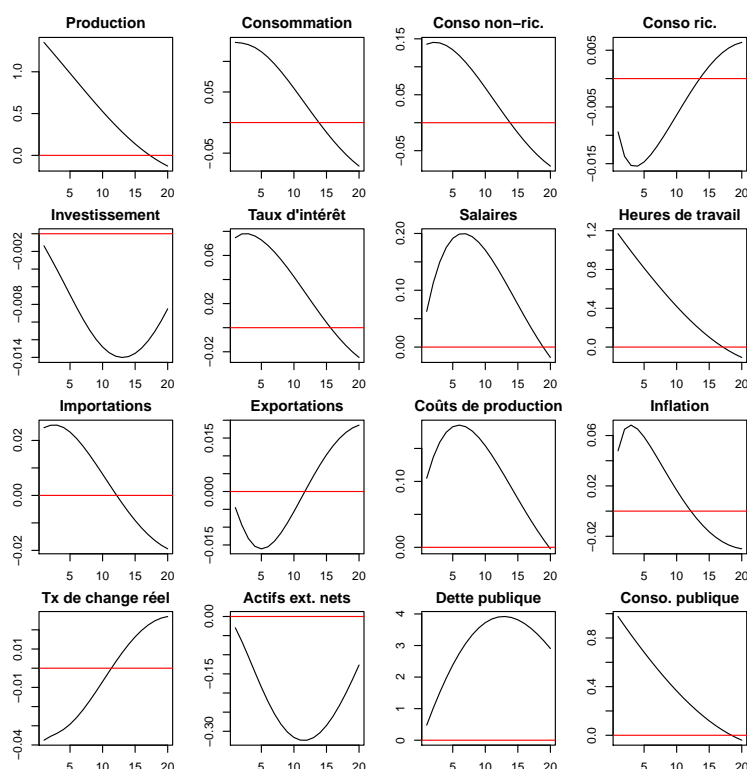 Production
1.0
0.5
0.0
5 10 15 20
Consommation
0.05
−0.05
5 10 15 20
Conso non−ric.
0.15
0.05
−0.05
5 10 15 20
Conso ric.
0.005
−0.005
−0.015
5 10 15 20
Investissement
−0.002
−0.008
−0.014
5 10 15 20
Taux d'intérêt
0.06
0.02
−0.02
5 10 15 20
Salaires
0.20
0.10
0.00
5 10 15 20
Heures de travail
1.2
0.8
0.4
0.0
5 10 15 20
Importations
0.02
0.00
−0.02
5 10 15 20
Exportations
0.015
0.000
−0.015
5 10 15 20
Coûts de production
0.10
0.00
5 10 15 20
Inflation
0.06
0.02
−0.02
5 10 15 20
Tx de change réel
0.01
−0.01
−0.04
5 10 15 20
Actifs ext. nets
0.00
−0.15
−0.30
5 10 15 20
Dette publique
4
3
2
1
0
5 10 15 20
Conso. publique
0.8
0.4
0.0
5 10 15 20